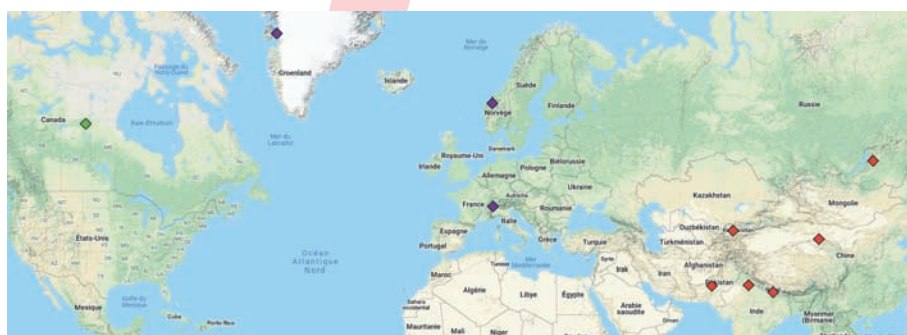 Groenland
Mer de
Norvège
Islande
Suède
Norvège
Finlande
Russie
Canada
Baie d'Hudson
Mer du
Labrador
Danemark
Royaume-Uni
Irlande
Pologne
Biélorussie
Allemagne
Autriche
Ukraine
France
Roumanie
Italie
Kazakhstan
Mongolie
Ouzbékistan
Turkménistan
Espagne
Portugal
Grèce
Turquie
Chine
États-Unis
Océan
Atlantique
Nord
Mer
Méditerranée
Tunisie
Syrie
Irak
Iran
Afghanistan
Maroc
Algérie
Libye
Égypte
Arabie
saoudite
Inde
Myanmar
(Birmanie)
Golfe du
Mexique
Mexique
Cuba
Porto Rico
Mauritanie
Mali
Niger